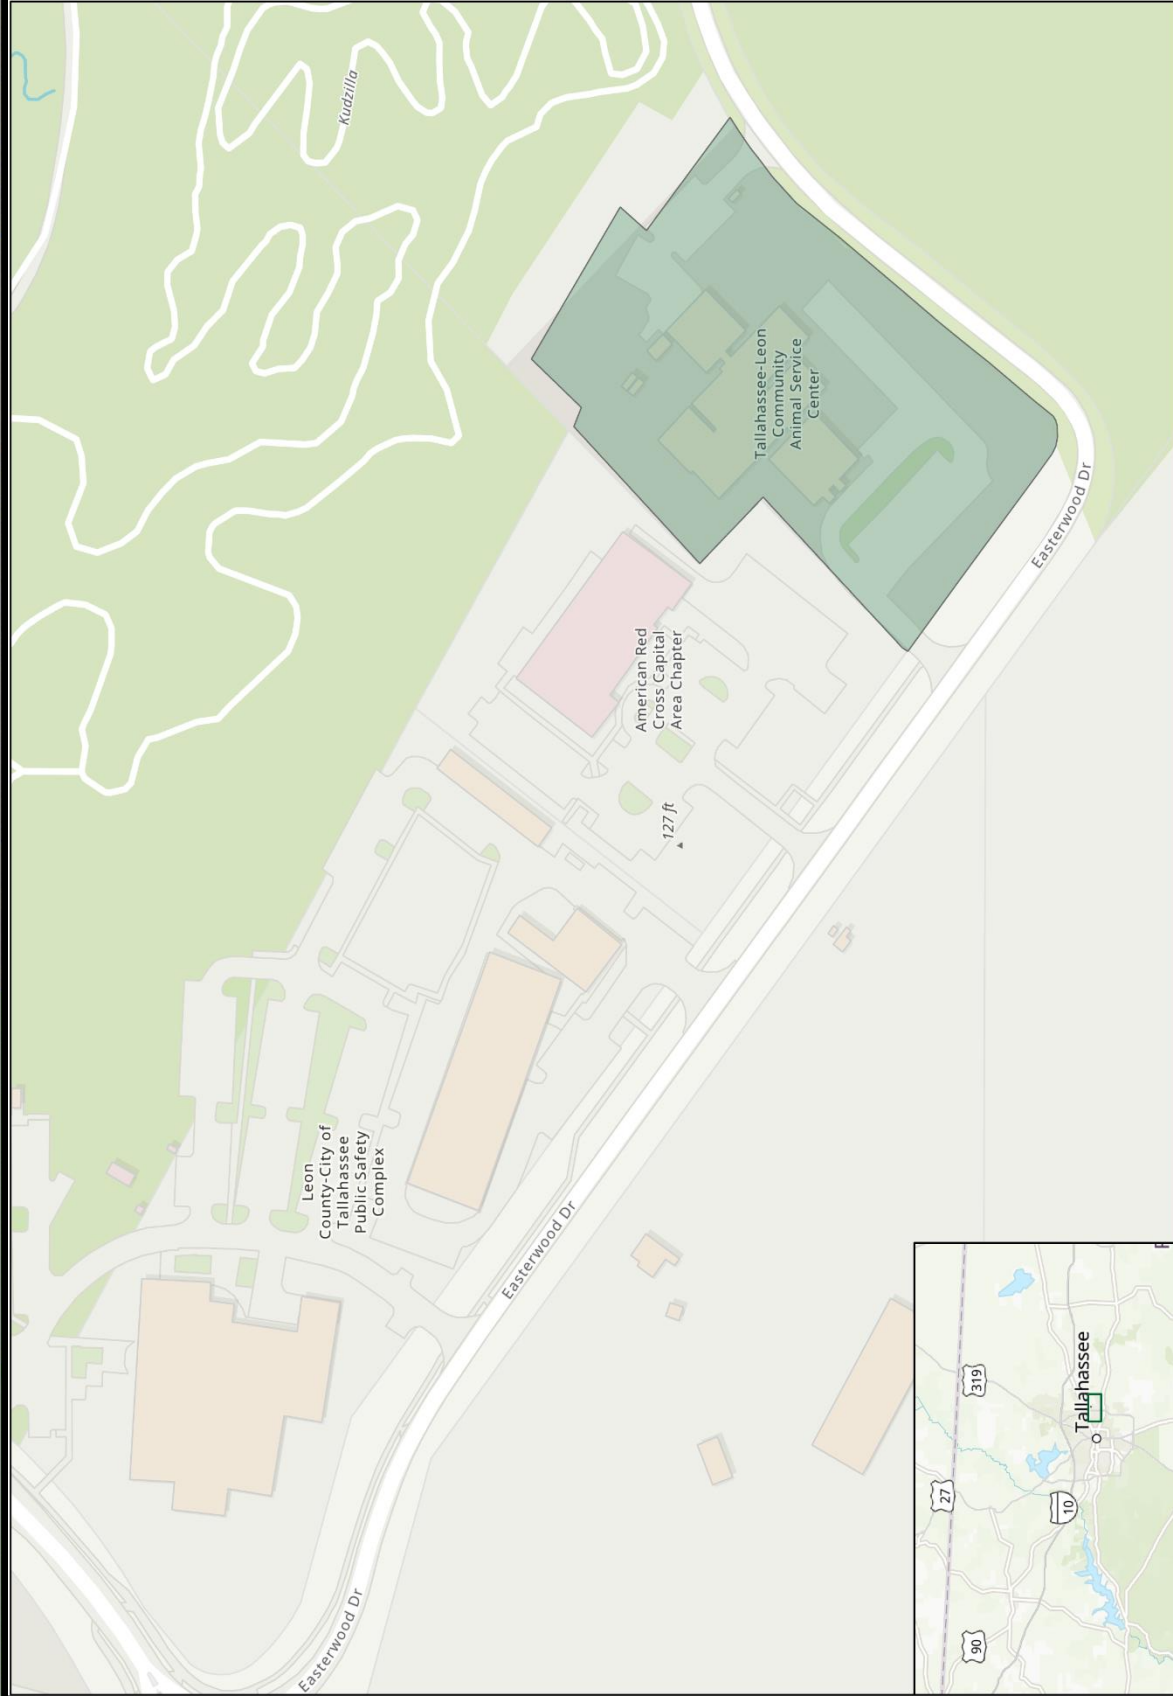 Kudzilla
Tallahassee-Leon
Community
Animal Service
Center
Easterwood Dr
American Red
Cross Capital
Area Chapter
127 ft
Leon
County-City of
Tallahassee
Public Safety
Complex
Easterwood Dr
Easterwood Dr
319
27
Tallahassee
10
90